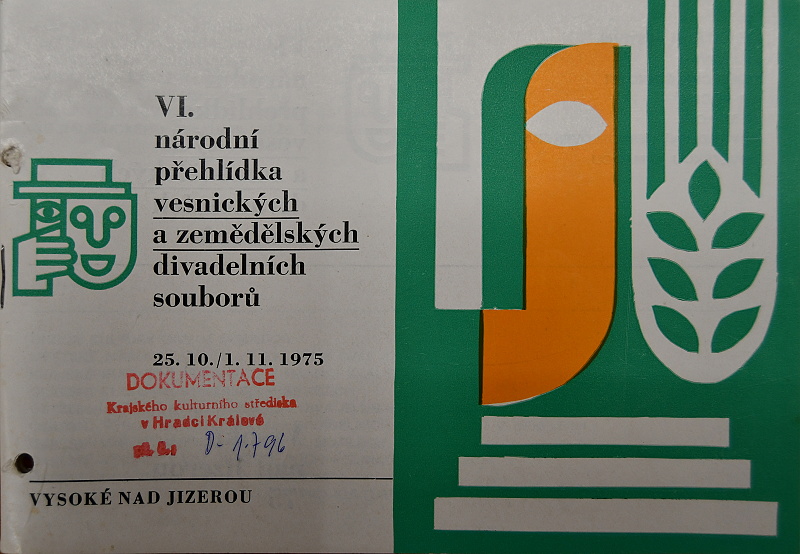 VI.
národní
přehlídka
vesnických
a zemědělských
divadelních
souborů
25. 10./1. 11. 1975
DOKUMENTACE
Krajského kulturního střediska
v Hradci Králové
D- 1.796
VYSOKÉ NAD JIZEROU